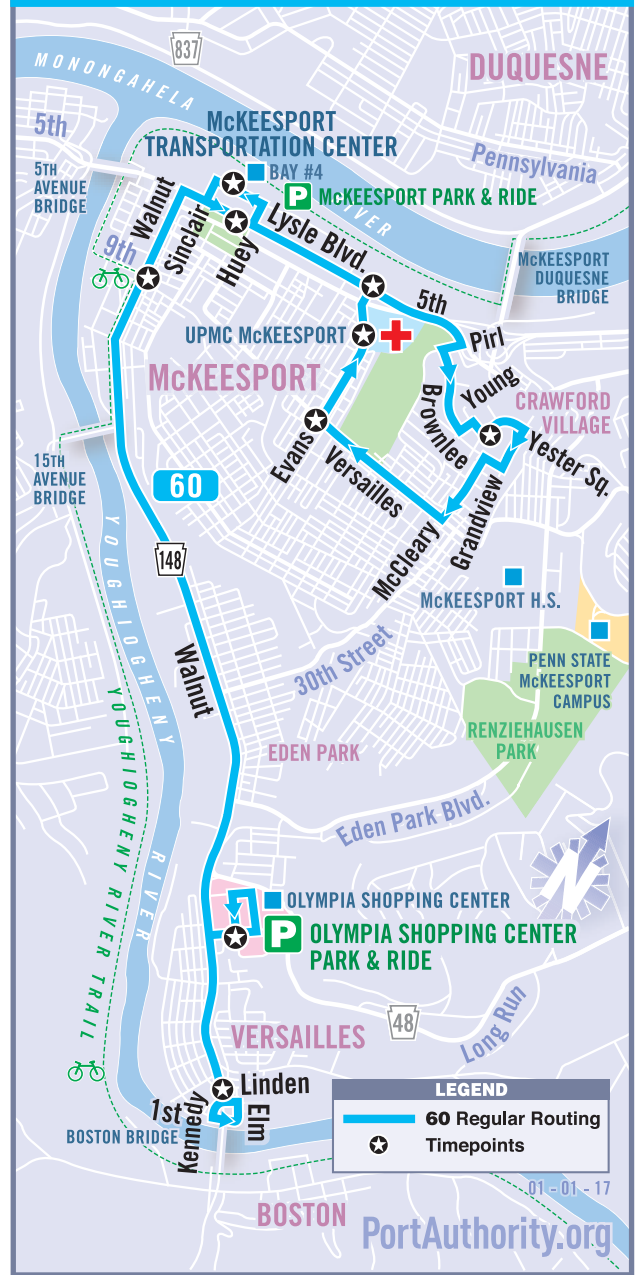 837
DUQUESNE
MONONGAHELA
McKEESPORT
TRANSPORTATION CENTER
5th
Pennsylvania
BAY #4
5TH
AVENUE
BRIDGE
P McKEESPORT PARK & RIDE
RIVER
Walnut
Sinclair
Huey
Lysle Blvd.
9th
McKEESPORT
DUQUESNE
BRIDGE
5th
Pirl
UPMC McKEESPORT
McKEESPORT
Young
Brownlee
CRAWFORD
VILLAGE
Yester Sq.
Evans
Versailles
Grandview
McCleary
15TH
AVENUE
BRIDGE
60
148
McKEESPORT H.S.
PENN STATE
McKEESPORT
CAMPUS
30th Street
Walnut
YOUGHIOGHENY
RIVER
YOUGHIOGHENY RIVER TRAIL
RENZIEHAUSEN
PARK
EDEN PARK
Eden Park Blvd.
N
OLYMPIA SHOPPING CENTER
P OLYMPIA SHOPPING CENTER
PARK & RIDE
48
Long Run
VERSAILLES
Linden
1st
Kennedy
Elm
BOSTON BRIDGE
LEGEND
60 Regular Routing
Timepoints
01 - 01 - 17
BOSTON
PortAuthority.org